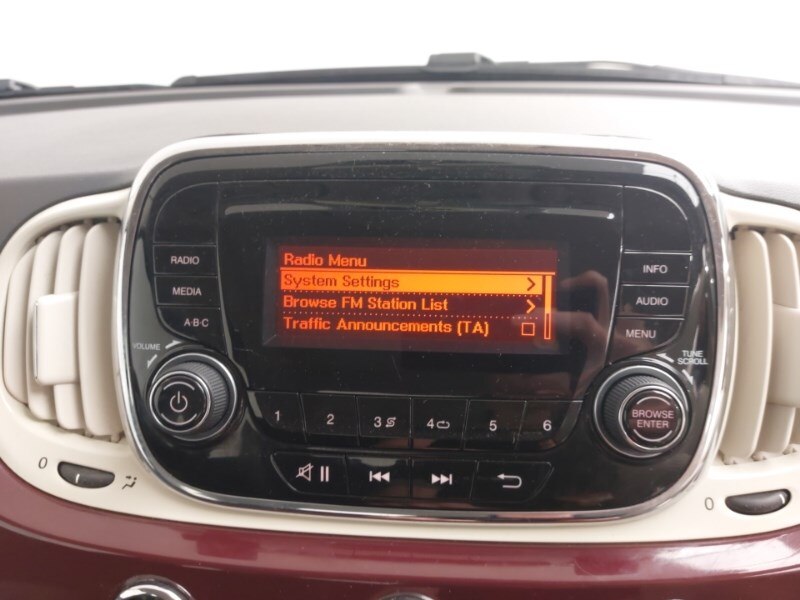 Radio Menu
System Settings
Browse FM Station List
Traffic Announcements (TA)
RADIO
MEDIA
A-B-C
INFO
AUDIO
MENU
VOLUME
TUNE
SCROLL
BROWSE
ENTER
1 2 3 4 5 6
0
0